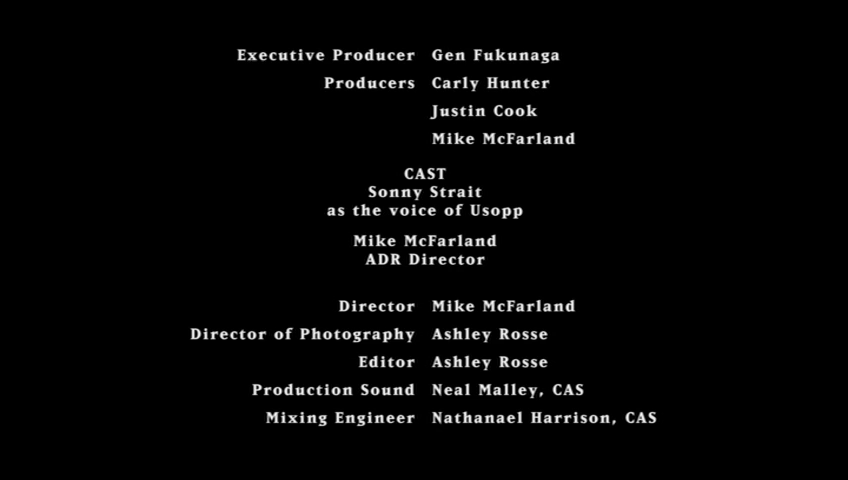 Executive Producer Gen Fukunaga
Producers Carly Hunter
Justin Cook
Mike McFarland
CAST
Sonny Strait
as the voice of Usopp
Mike McFarland
ADR Director
Director Mike McFarland
Director of Photography Ashley Rosse
Editor Ashley Rosse
Production Sound Neal Malley, CAS
Mixing Engineer Nathanael Harrison, CAS